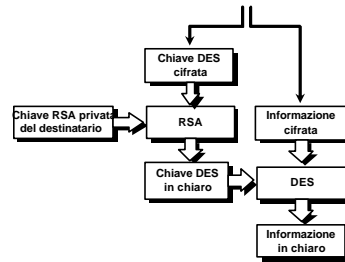 Chiave DES
cifrata
Chiave RSA privata
del destinatario
RSA
Informazione
cifrata
Chiave DES
in chiaro
DES
Informazione
in chiaro